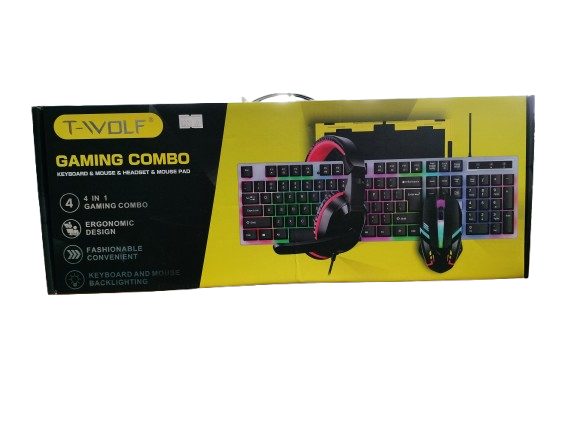 T-WOLF®
GAMING COMBO
KEYBOARD & MOUSE & HEADSET & MOUSE PAD
4
4 IN 1
GAMING COMBO
ERGONOMIC
DESIGN
FASHIONABLE
CONVENIENT
KEYBOARD AND MOUSE
BACKLIGHTING